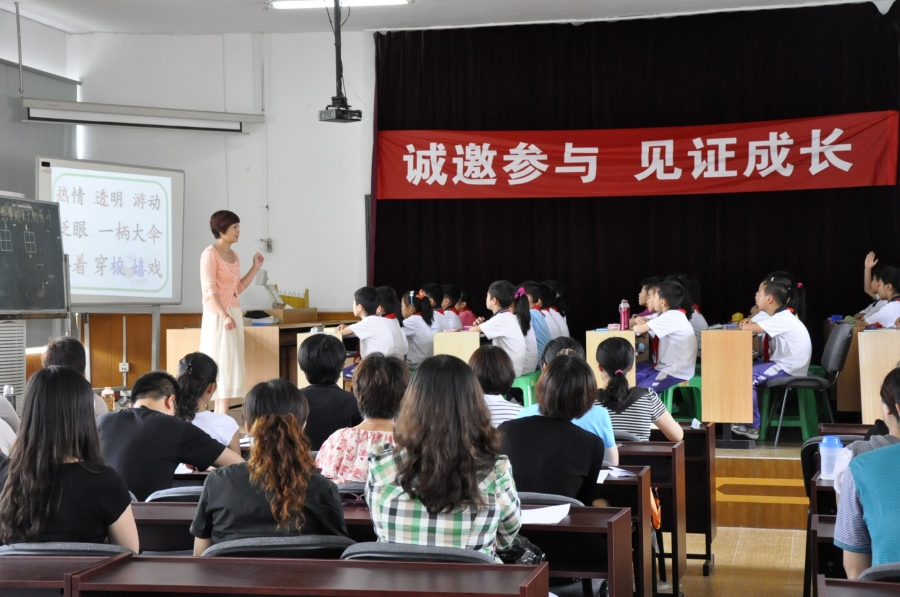 诚邀参与 见证成长
热情 透明 游动
眼 一柄大伞
着 穿梭 嬉戏